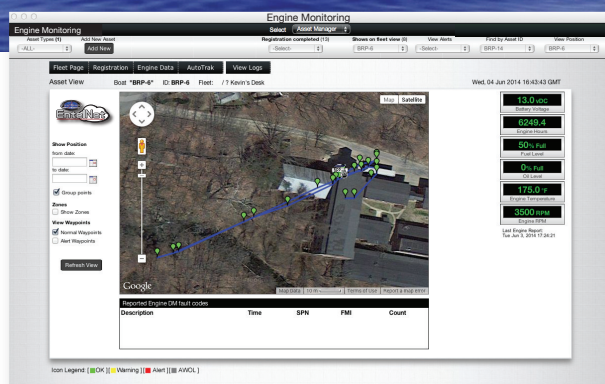 Engine Monitoring
Engine Monitoring
Select Asset Manager
Asset Types (1) Add New Asset Registration completed (13) Shows on fleet view (8) View Alerts Find by Asset ID View Position
-ALL- Add New -Select- BRP-6 -Select- BRP-14 BRP-6
Fleet Page Registration Engine Data AutoTrak View Logs
Asset View Boat "BRP-6" ID: BRP-6 Fleet: / ? Kevin's Desk Wed, 04 Jun 2014 16:43:43 GMT
EntelNet
Map Satellite
13.0 VDC
Battery Voltage
6249.4
Engine Hours
50% Full
Fuel Level
0% Full
Oil Level
175.0 °F
Engine Temperature
3500 RPM
Engine RPM
Last Engine Report:
Tue Jun 3, 2014 17:24:21
Show Position
from date:
to date:
Group points
Zones
Show Zones
View Waypoints
Normal Waypoints
Alert Waypoints
Refresh View
Google
Map Data 10 m Terms of Use Report a map error
Reported Engine DM fault codes
Description Time SPN FMI Count
Icon Legend: [ OK ][ Warning ][ Alert ][ AWOL ]